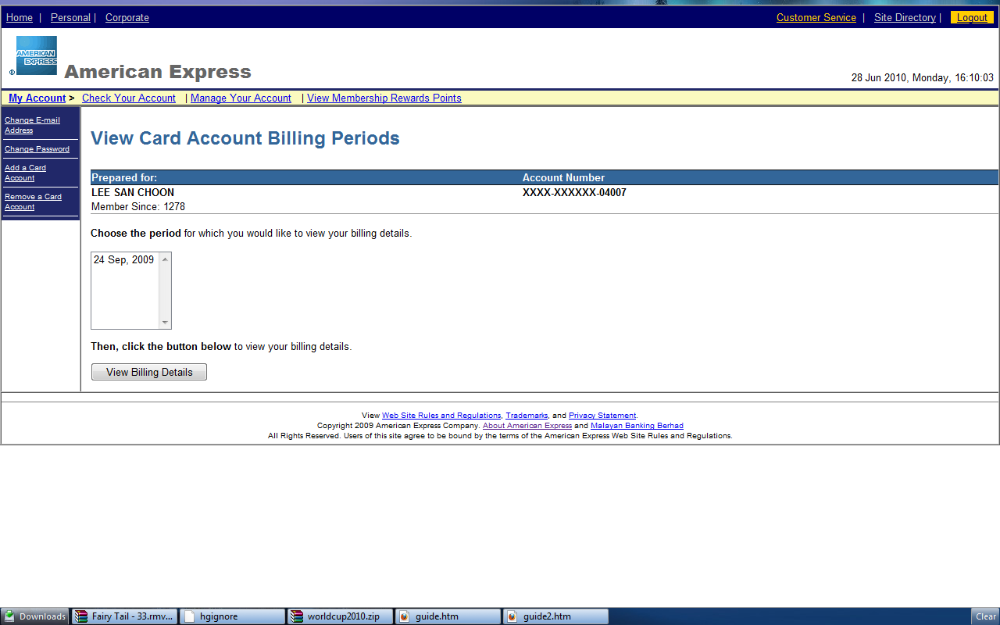 Home | Personal | Corporate Customer Service | Site Directory | Logout
AMERICAN
EXPRESS
® American Express
28 Jun 2010, Monday, 16:10:03
My Account > Check Your Account | Manage Your Account | View Membership Rewards Points
Change E-mail
Address
Change Password
Add a Card
Account
Remove a Card
Account
View Card Account Billing Periods
Prepared for: Account Number
LEE SAN CHOON XXXX-XXXXXX-04007
Member Since: 1278
Choose the period for which you would like to view your billing details.
24 Sep, 2009
Then, click the button below to view your billing details.
View Billing Details
View Web Site Rules and Regulations, Trademarks, and Privacy Statement.
Copyright 2009 American Express Company. About American Express and Malayan Banking Berhad
All Rights Reserved. Users of this site agree to be bound by the terms of the American Express Web Site Rules and Regulations.
Downloads Fairy Tail - 33.rmv... hgignore worldcup2010.zip guide.htm guide2.htm Clear